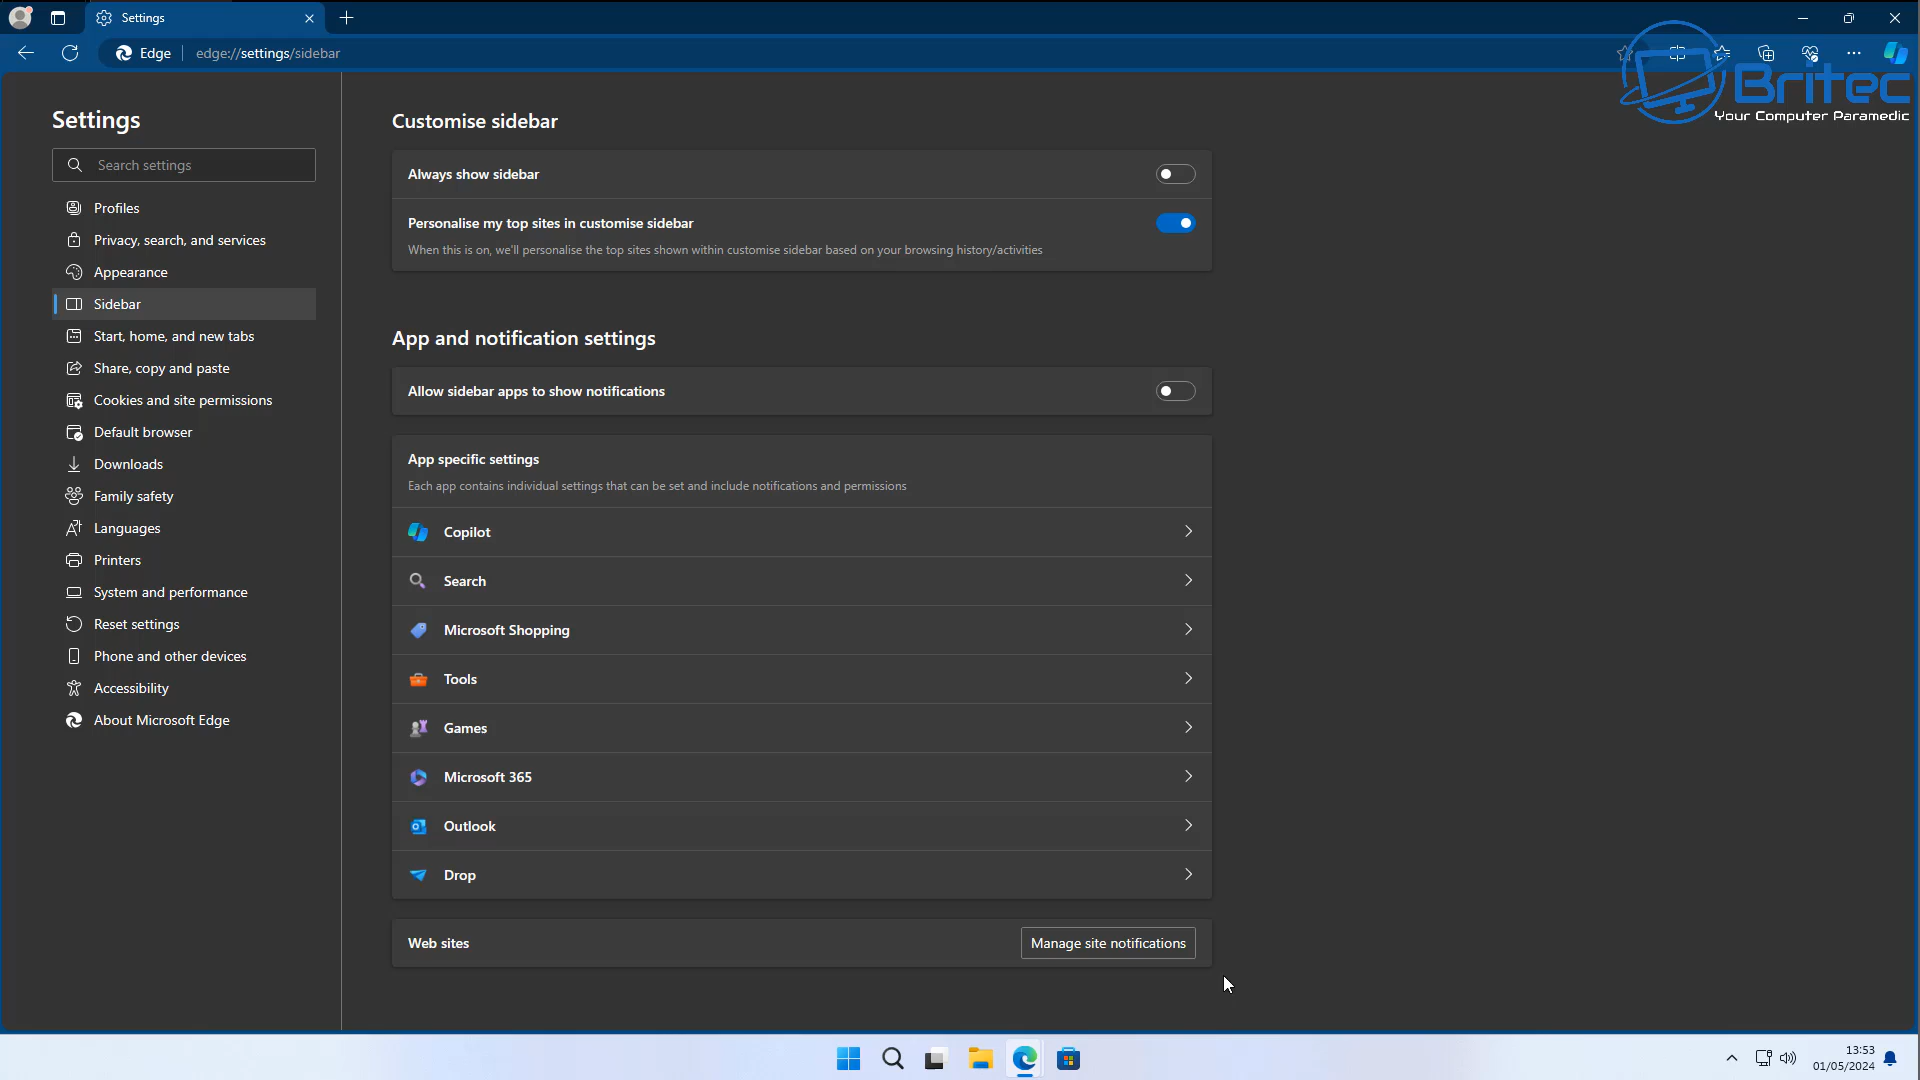 Settings
Edge
edge://settings/sidebar
Britec
Your Computer Paramedic
Settings
Search settings
Profiles
Privacy, search, and services
Appearance
Sidebar
Start, home, and new tabs
Share, copy and paste
Cookies and site permissions
Default browser
Downloads
Family safety
Languages
Printers
System and performance
Reset settings
Phone and other devices
Accessibility
About Microsoft Edge
Customise sidebar
Always show sidebar
Personalise my top sites in customise sidebar
When this is on, we'll personalise the top sites shown within customise sidebar based on your browsing history/activities
App and notification settings
Allow sidebar apps to show notifications
App specific settings
Each app contains individual settings that can be set and include notifications and permissions
Copilot
Search
Microsoft Shopping
Tools
Games
Microsoft 365
Outlook
Drop
Web sites
Manage site notifications
13:53
01/05/2024